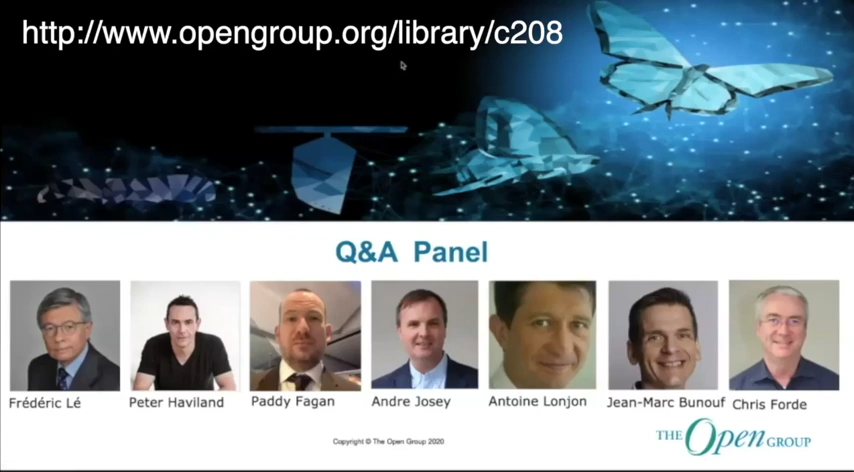 http://www.opengroup.org/library/c208
Q&A Panel
Frédéric Lé
Peter Haviland
Paddy Fagan
Andre Josey
Antoine Lonjon
Jean-Marc Bunouf
Chris Forde
Copyright © The Open Group 2020
THE Open GROUP